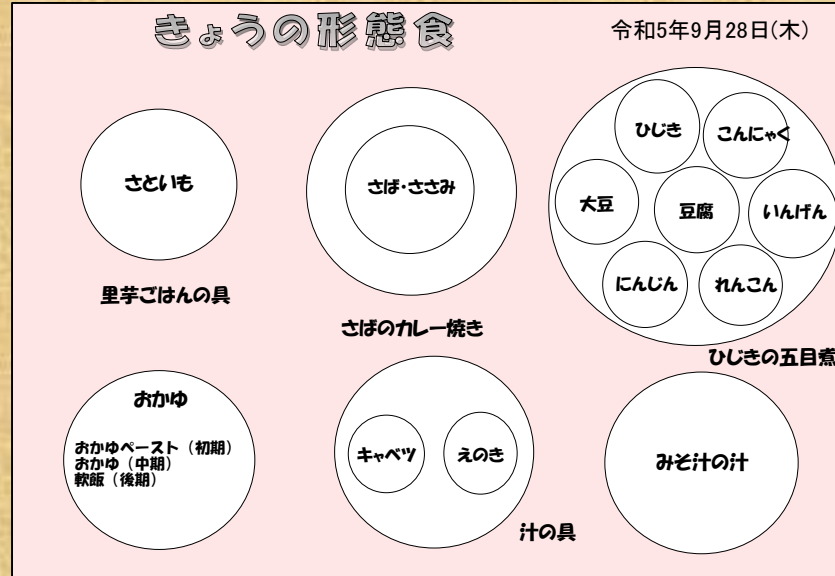 きょうの形態食
令和5年9月28日(木)
さといも
里芋ごはんの具
さば・ささみ
さばのカレー焼き
ひじき
こんにゃく
大豆
豆腐
いんげん
にんじん
れんこん
ひじきの五目煮
おかゆ
おかゆペースト（初期）
おかゆ（中期）
軟飯（後期）
キャベツ
えのき
汁の具
みそ汁の汁